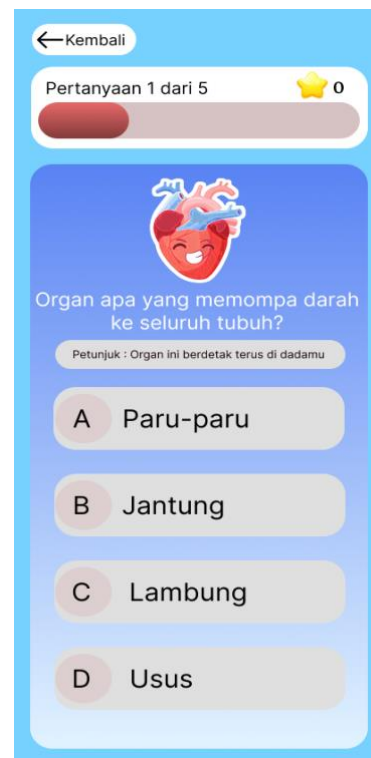 Kembali
Pertanyaan 1 dari 5
0
Organ apa yang memompa darah
ke seluruh tubuh?
Petunjuk : Organ ini berdetak terus di dadamu
A Paru-paru
B Jantung
C Lambung
D Usus